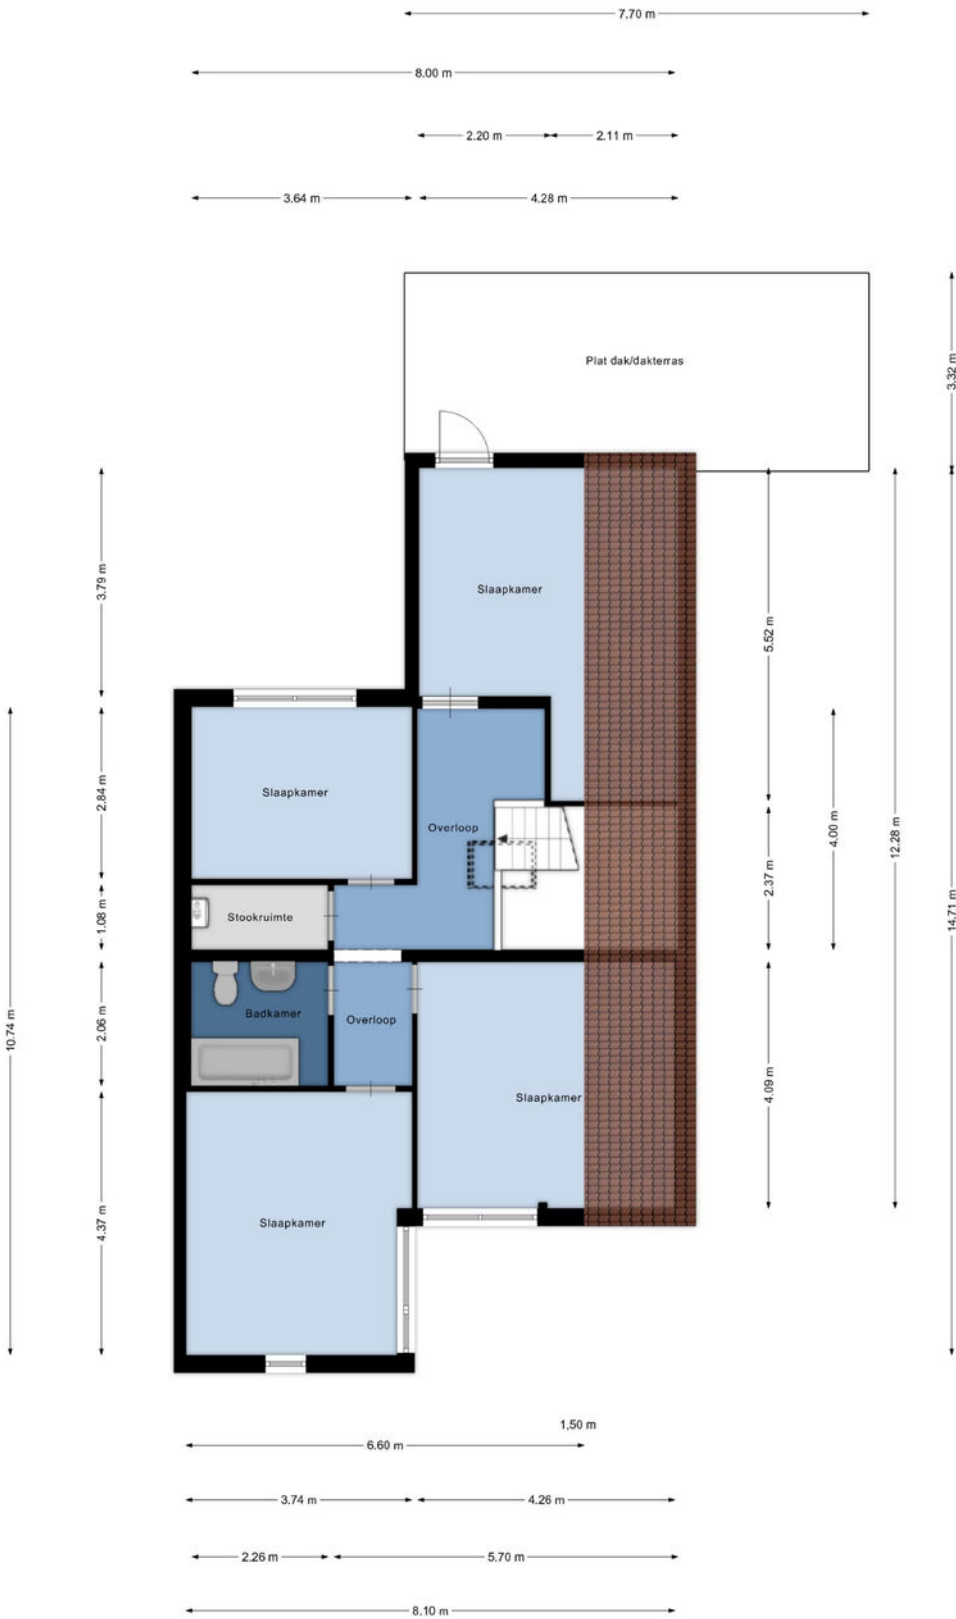 7.70 m
8.00 m
2.20 m
2.11 m
3.64 m
4.28 m
3.32 m
Plat dak/dakterras
3.79 m
Slaapkamer
5.52 m
2.84 m
Slaapkamer
Overloop
4.00 m
12.28 m
2.37 m
1.08 m
Stookruimte
14.71 m
10.74 m
2.06 m
Badkamer
Overloop
4.09 m
Slaapkamer
4.37 m
Slaapkamer
1,50 m
6.60 m
3.74 m
4.26 m
2.26 m
5.70 m
8.10 m